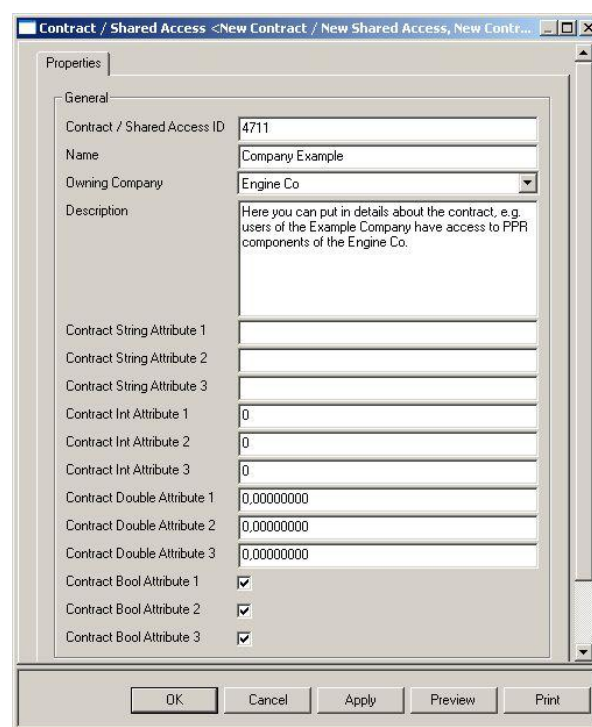 Contract / Shared Access <New Contract / New Shared Access, New Contr...
Properties
General
Contract / Shared Access ID 4711
Name Company Example
Owning Company Engine Co
Description Here you can put in details about the contract, e.g.
users of the Example Company have access to PPR
components of the Engine Co.
Contract String Attribute 1
Contract String Attribute 2
Contract String Attribute 3
Contract Int Attribute 1 0
Contract Int Attribute 2 0
Contract Int Attribute 3 0
Contract Double Attribute 1 0,00000000
Contract Double Attribute 2 0,00000000
Contract Double Attribute 3 0,00000000
Contract Bool Attribute 1
Contract Bool Attribute 2
Contract Bool Attribute 3
OK Cancel Apply Preview Print